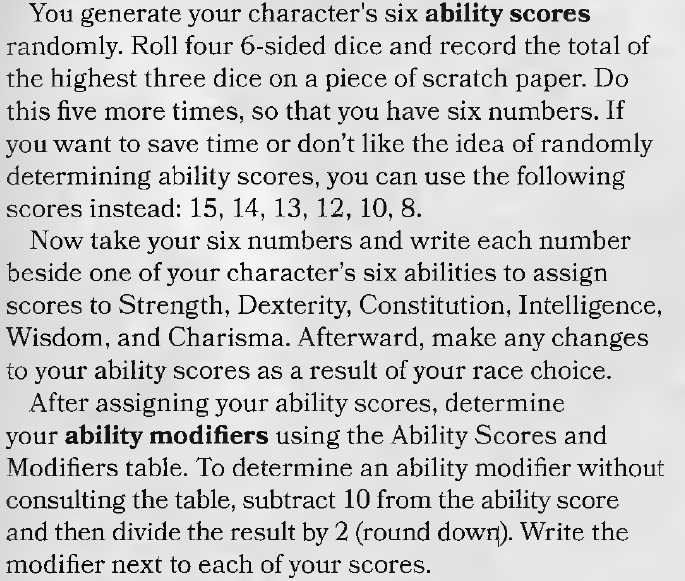 You generate your character's six ability scores
randomly. Roll four 6-sided dice and record the total of
the highest three dice on a piece of scratch paper. Do
this five more times, so that you have six numbers. If
you want to save time or don't like the idea of randomly
determining ability scores, you can use the following
scores instead: 15, 14, 13, 12, 10, 8.
Now take your six numbers and write each number
beside one of your character's six abilities to assign
scores to Strength, Dexterity, Constitution, Intelligence,
Wisdom, and Charisma. Afterward, make any changes
to your ability scores as a result of your race choice.
After assigning your ability scores, determine
your ability modifiers using the Ability Scores and
Modifiers table. To determine an ability modifier without
consulting the table, subtract 10 from the ability score
and then divide the result by 2 (round down). Write the
modifier next to each of your scores.